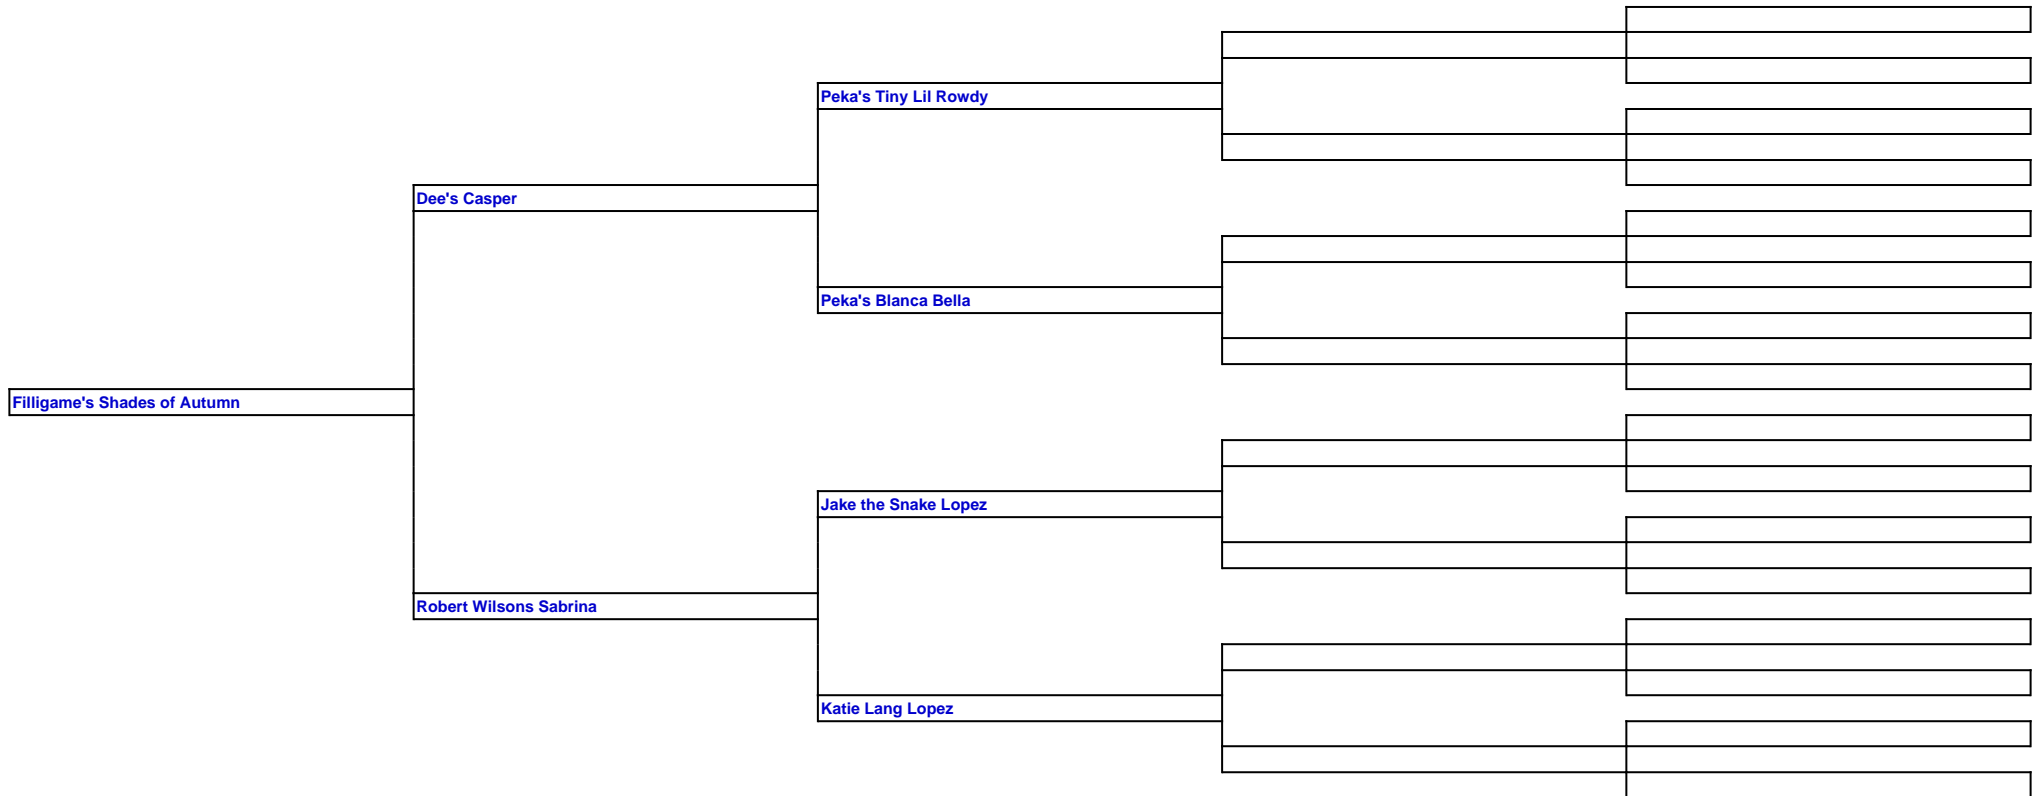 Peka's Tiny Lil Rowdy
Dee's Casper
Peka's Blanca Bella
Filligame's Shades of Autumn
Jake the Snake Lopez
Robert Wilsons Sabrina
Katie Lang Lopez